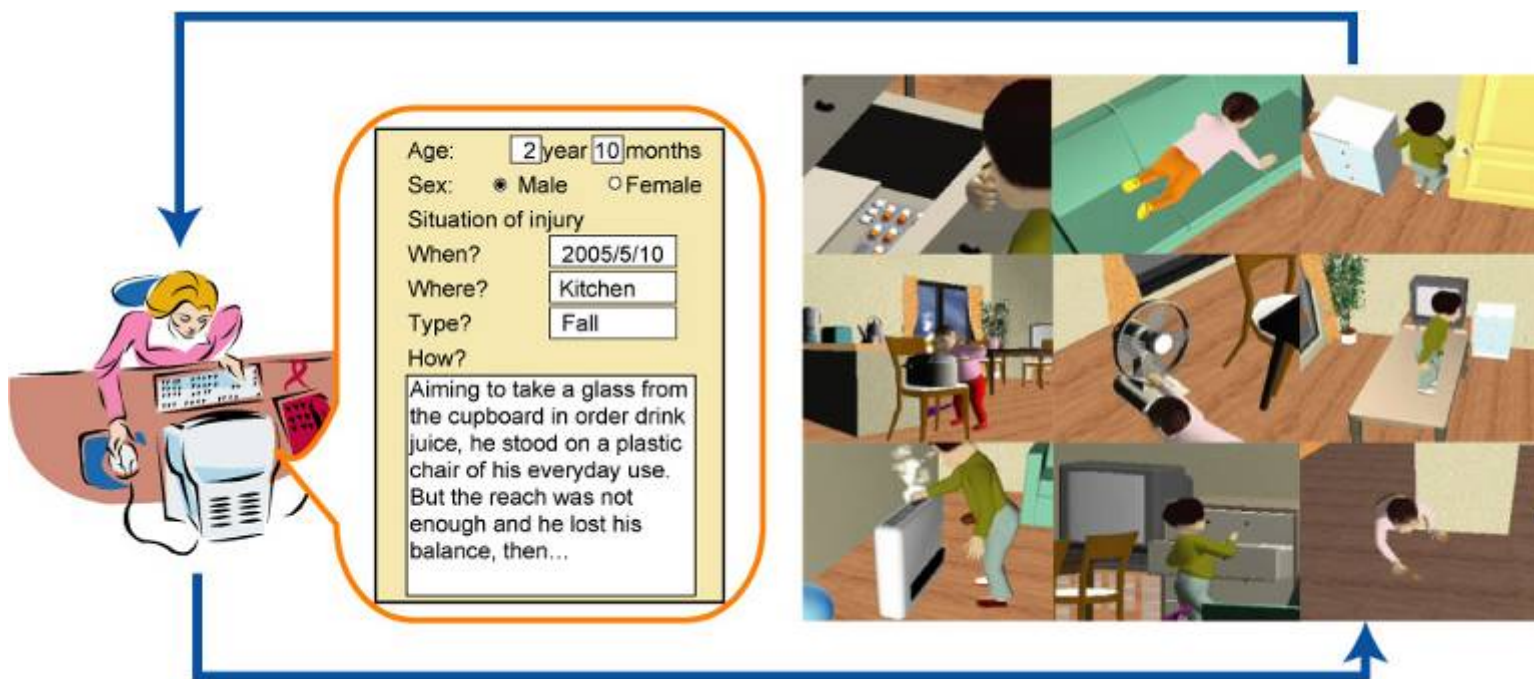 Age: 2 year 10 months
Sex: Male Female
Situation of injury
When? 2005/5/10
Where? Kitchen
Type? Fall
How?
Aiming to take a glass from
the cupboard in order drink
juice, he stood on a plastic
chair of his everyday use.
But the reach was not
enough and he lost his
balance, then…